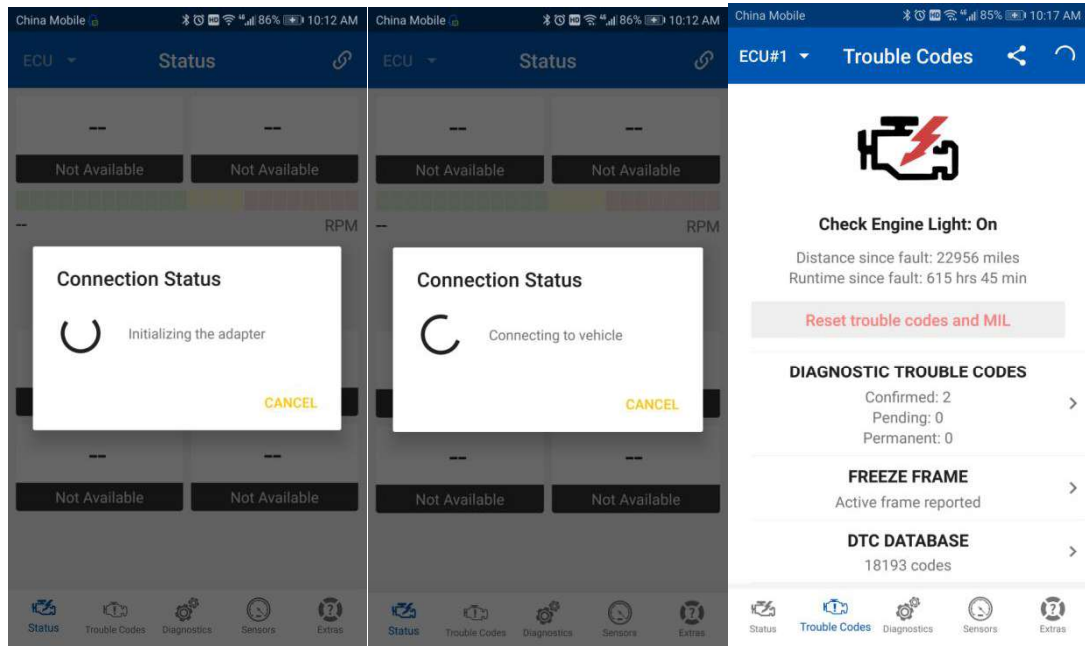 China Mobile
HD
4G
86%
10:12 AM
ECU
Status
--
--
Not Available
Not Available
--
RPM
Connection Status
Initializing the adapter
CANCEL
--
--
Not Available
Not Available
Status
Trouble Codes
Diagnostics
Sensors
Extras
China Mobile
HD
86%
10:12 AM
ECU
Status
--
--
Not Available
Not Available
--
RPM
Connection Status
Connecting to vehicle
CANCEL
--
--
Not Available
Not Available
Status
Trouble Codes
Diagnostics
Sensors
Extras
China Mobile
HD
85%
10:17 AM
ECU#1
Trouble Codes
Check Engine Light: On
Distance since fault: 22956 miles
Runtime since fault: 615 hrs 45 min
Reset trouble codes and MIL
DIAGNOSTIC TROUBLE CODES
Confirmed: 2
Pending: 0
Permanent: 0
FREEZE FRAME
Active frame reported
DTC DATABASE
18193 codes
Status
Trouble Codes
Diagnostics
Sensors
Extras